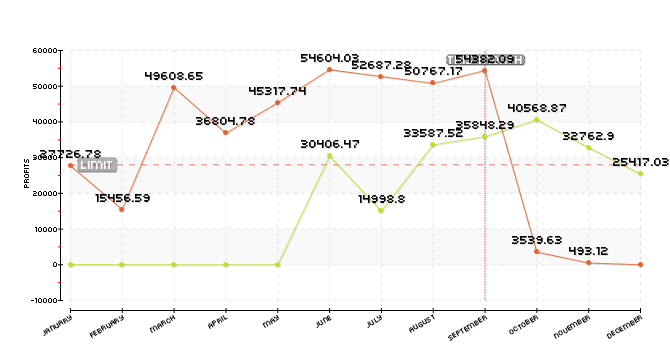 60000
54604.03
52687.28
54382.09
50767.17
49608.65
50000
45317.74
40568.87
40000
36804.78
35848.29
33587.52
32762.9
30406.47
30000
27726.78
LIMIT
25417.03
20000
15456.59
14998.8
10000
3539.63
493.12
0
-10000
PROFITS
JANUARY
FEBRUARY
MARCH
APRIL
MAY
JUNE
JULY
AUGUST
SEPTEMBER
OCTOBER
NOVEMBER
DECEMBER